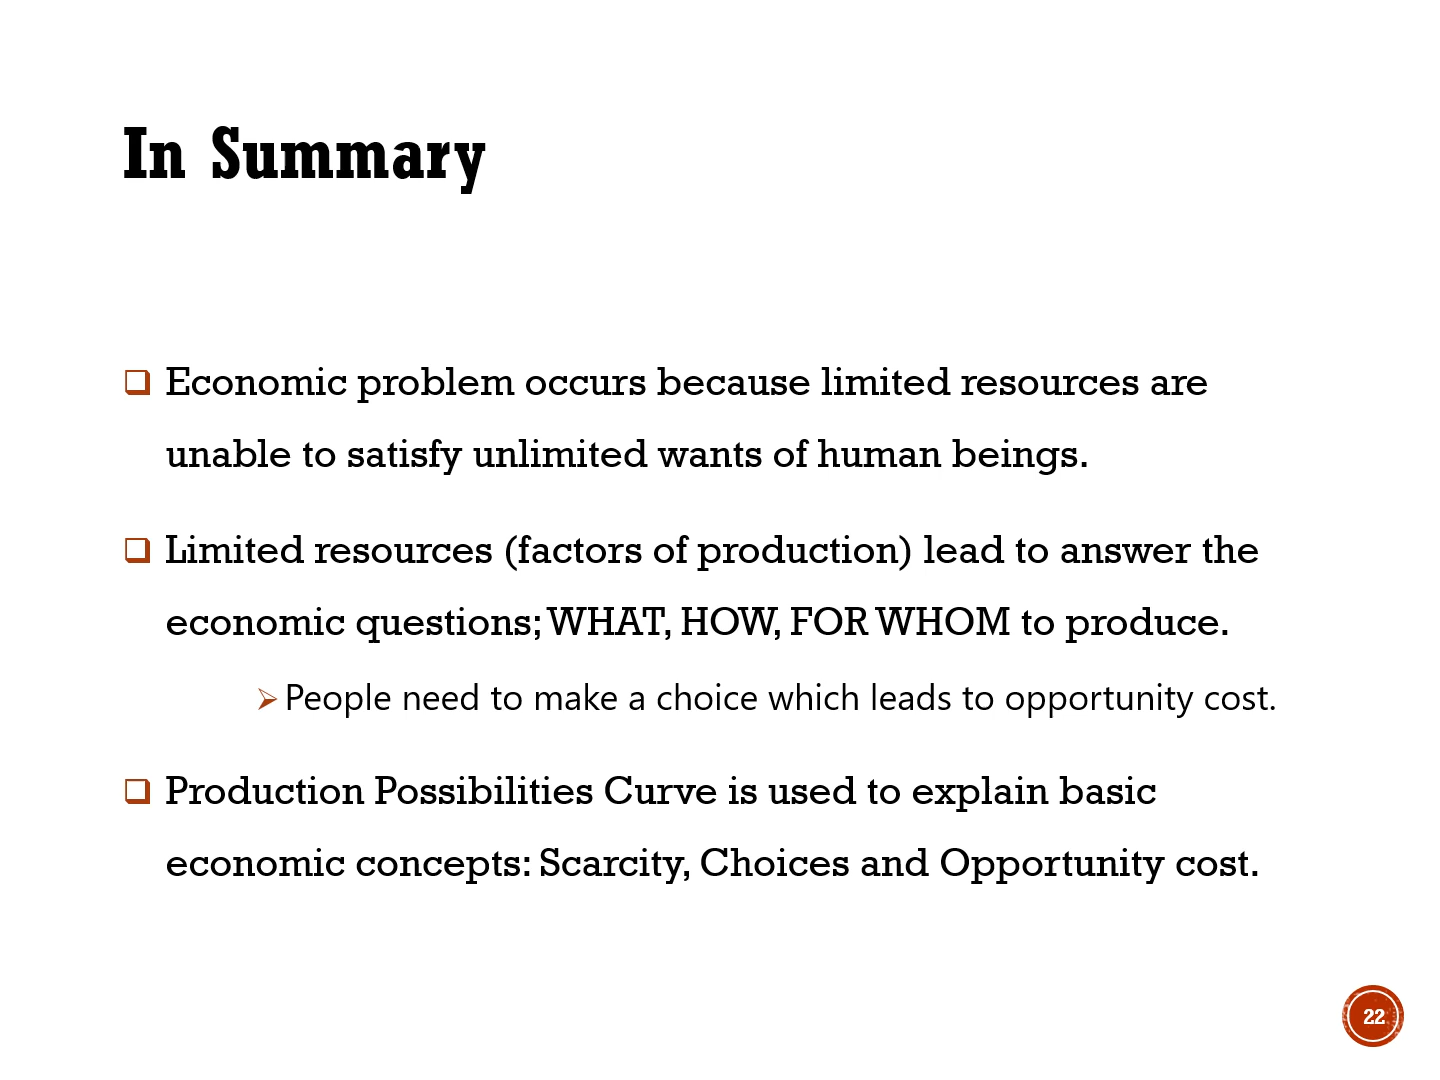 In Summary
Economic problem occurs because limited resources are
unable to satisfy unlimited wants of human beings.
Limited resources (factors of production) lead to answer the
economic questions; WHAT, HOW, FOR WHOM to produce.
People need to make a choice which leads to opportunity cost.
Production Possibilities Curve is used to explain basic
economic concepts: Scarcity, Choices and Opportunity cost.
22